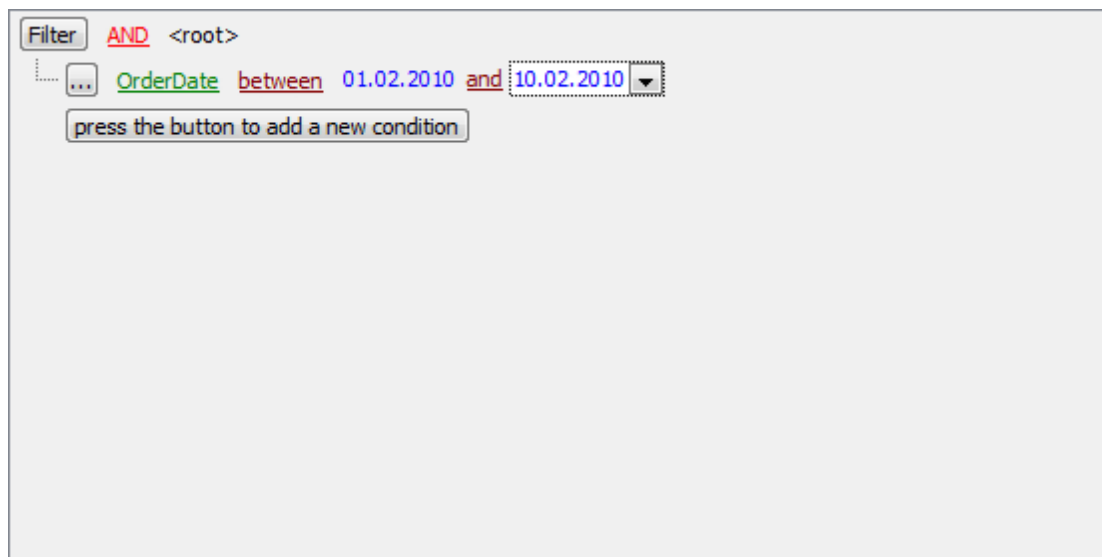 Filter AND <root>
... OrderDate between 01.02.2010 and 10.02.2010
press the button to add a new condition